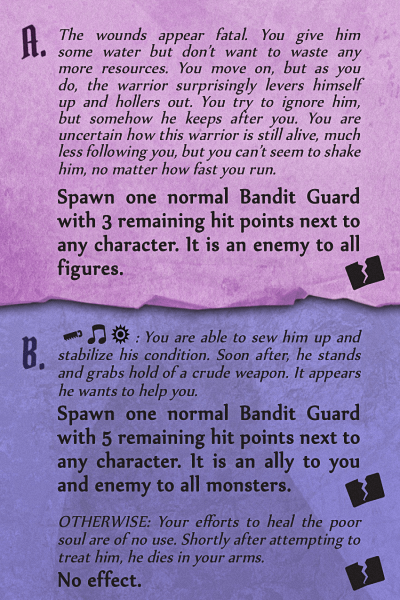 A. The wounds appear fatal. You give him
some water but don't want to waste any
more resources. You move on, but as you
do, the warrior surprisingly levers himself
up and hollers out. You try to ignore him,
but somehow he keeps after you. You are
uncertain how this warrior is still alive, much
less following you, but you can't seem to shake
him, no matter how fast you run.
Spawn one normal Bandit Guard
with 3 remaining hit points next to
any character. It is an enemy to all
figures.
B. : You are able to sew him up and
stabilize his condition. Soon after, he stands
and grabs hold of a crude weapon. It appears
he wants to help you.
Spawn one normal Bandit Guard
with 5 remaining hit points next to
any character. It is an ally to you
and enemy to all monsters.
OTHERWISE: Your efforts to heal the poor
soul are of no use. Shortly after attempting to
treat him, he dies in your arms.
No effect.